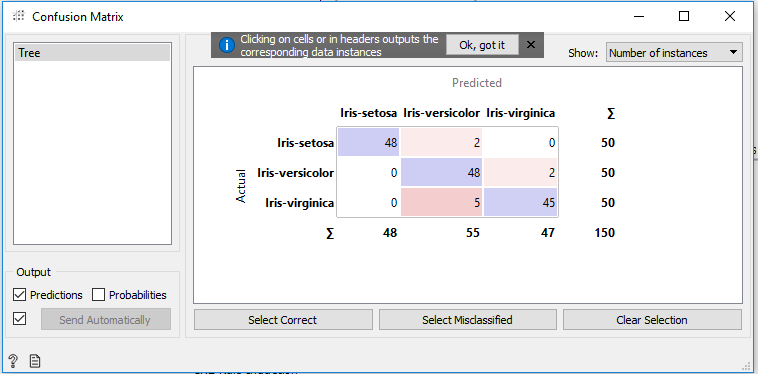 Confusion Matrix
Tree
Clicking on cells or in headers outputs the
corresponding data instances
Ok, got it
Show: Number of instances
Predicted
Iris-setosa Iris-versicolor Iris-virginica Σ
Actual
Iris-setosa 48 2 0 50
Iris-versicolor 0 48 2 50
Iris-virginica 0 5 45 50
Σ 48 55 47 150
Output
Predictions Probabilities
Send Automatically
Select Correct Select Misclassified Clear Selection